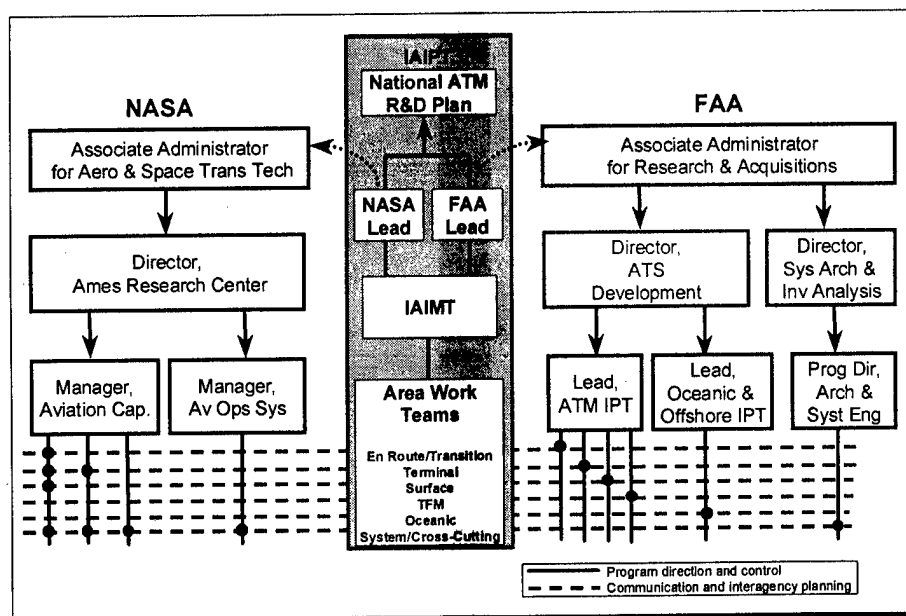 IAIPT
National ATM
R&D Plan
NASA
FAA
Associate Administrator
for Aero & Space Trans Tech
Associate Administrator
for Research & Acquisitions
NASA
Lead
FAA
Lead
Director,
Ames Research Center
IAIMT
Director,
ATS
Development
Director,
Sys Arch &
Inv Analysis
Manager,
Aviation Cap.
Manager,
Av Ops Sys
Area Work
Teams
En Route/Transition
Terminal
Surface
TFM
Oceanic
System/Cross-Cutting
Lead,
ATM IPT
Lead,
Oceanic &
Offshore IPT
Prog Dir,
Arch &
Syst Eng
Program direction and control
Communication and interagency planning